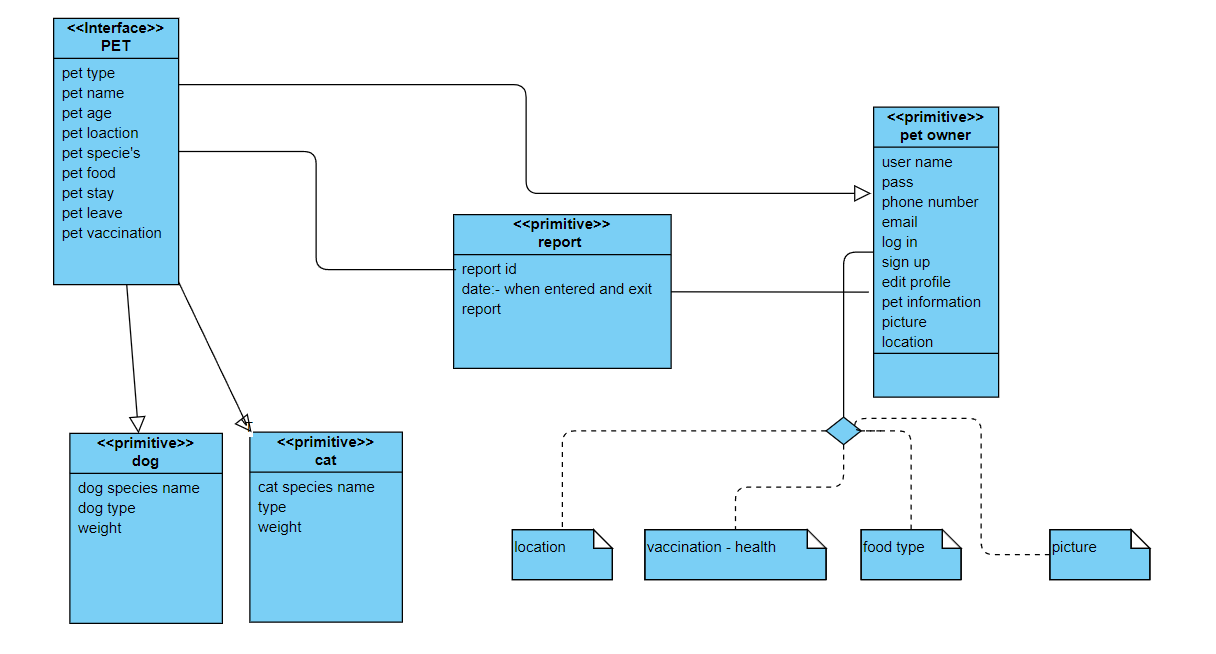 <<Interface>>
PET
pet type
pet name
pet age
pet loaction
pet specie's
pet food
pet stay
pet leave
pet vaccination
<<primitive>>
pet owner
user name
pass
phone number
email
log in
sign up
edit profile
pet information
picture
location
<<primitive>>
report
report id
date:- when entered and exit
report
<<primitive>>
dog
dog species name
dog type
weight
<<primitive>>
cat
cat species name
type
weight
location
vaccination - health
food type
picture